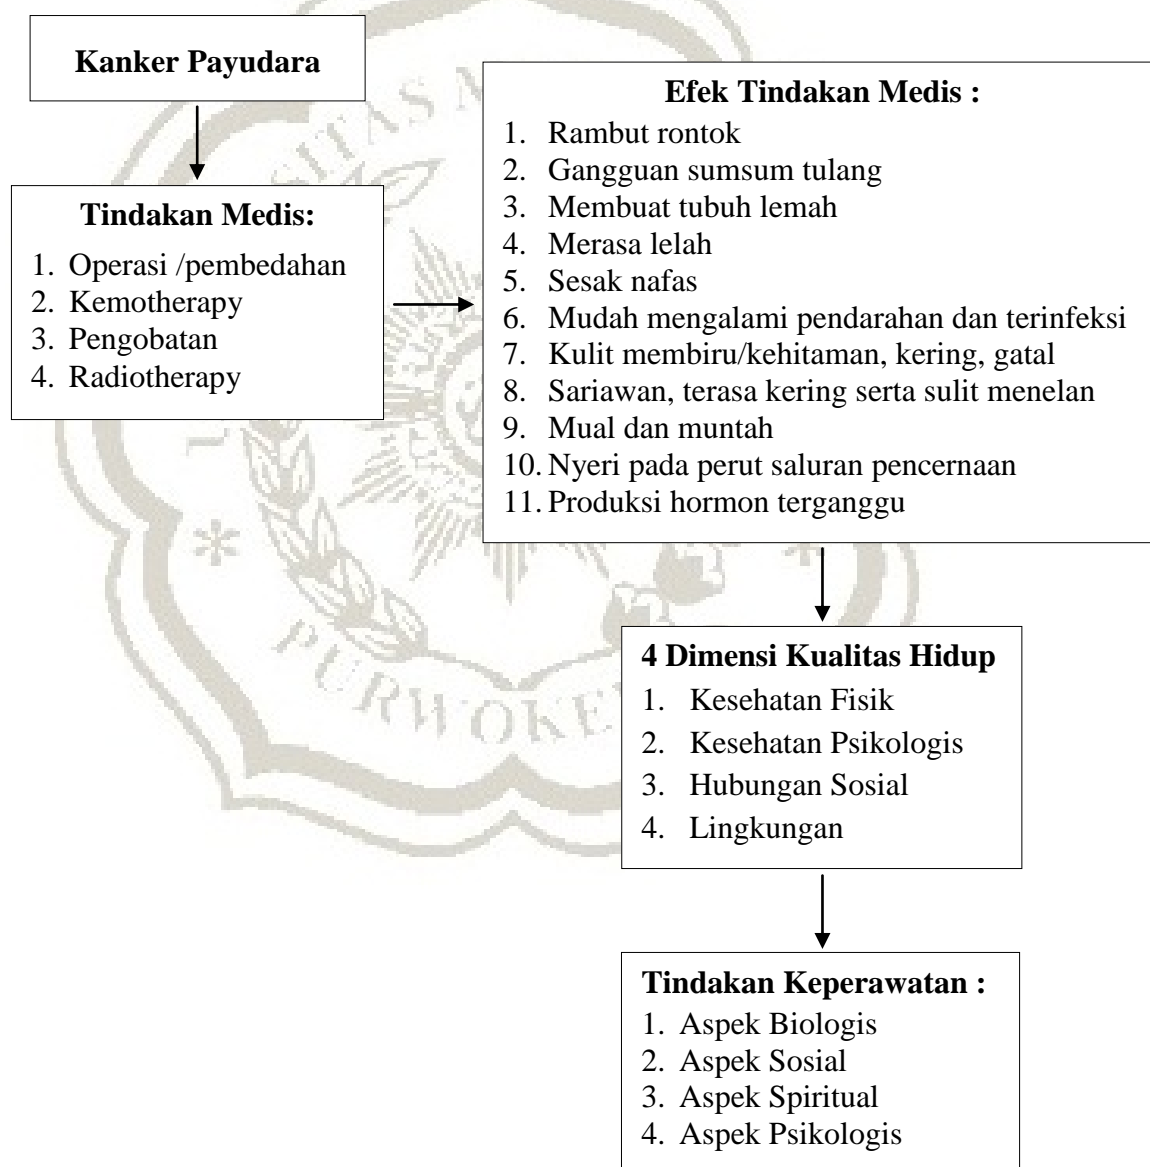 Kanker Payudara
Tindakan Medis:
1. Operasi /pembedahan
2. Kemotherapy
3. Pengobatan
4. Radiotherapy
Efek Tindakan Medis :
1. Rambut rontok
2. Gangguan sumsum tulang
3. Membuat tubuh lemah
4. Merasa lelah
5. Sesak nafas
6. Mudah mengalami pendarahan dan terinfeksi
7. Kulit membiru/kehitaman, kering, gatal
8. Sariawan, terasa kering serta sulit menelan
9. Mual dan muntah
10. Nyeri pada perut saluran pencernaan
11. Produksi hormon terganggu
4 Dimensi Kualitas Hidup
1. Kesehatan Fisik
2. Kesehatan Psikologis
3. Hubungan Sosial
4. Lingkungan
Tindakan Keperawatan :
1. Aspek Biologis
2. Aspek Sosial
3. Aspek Spiritual
4. Aspek Psikologis